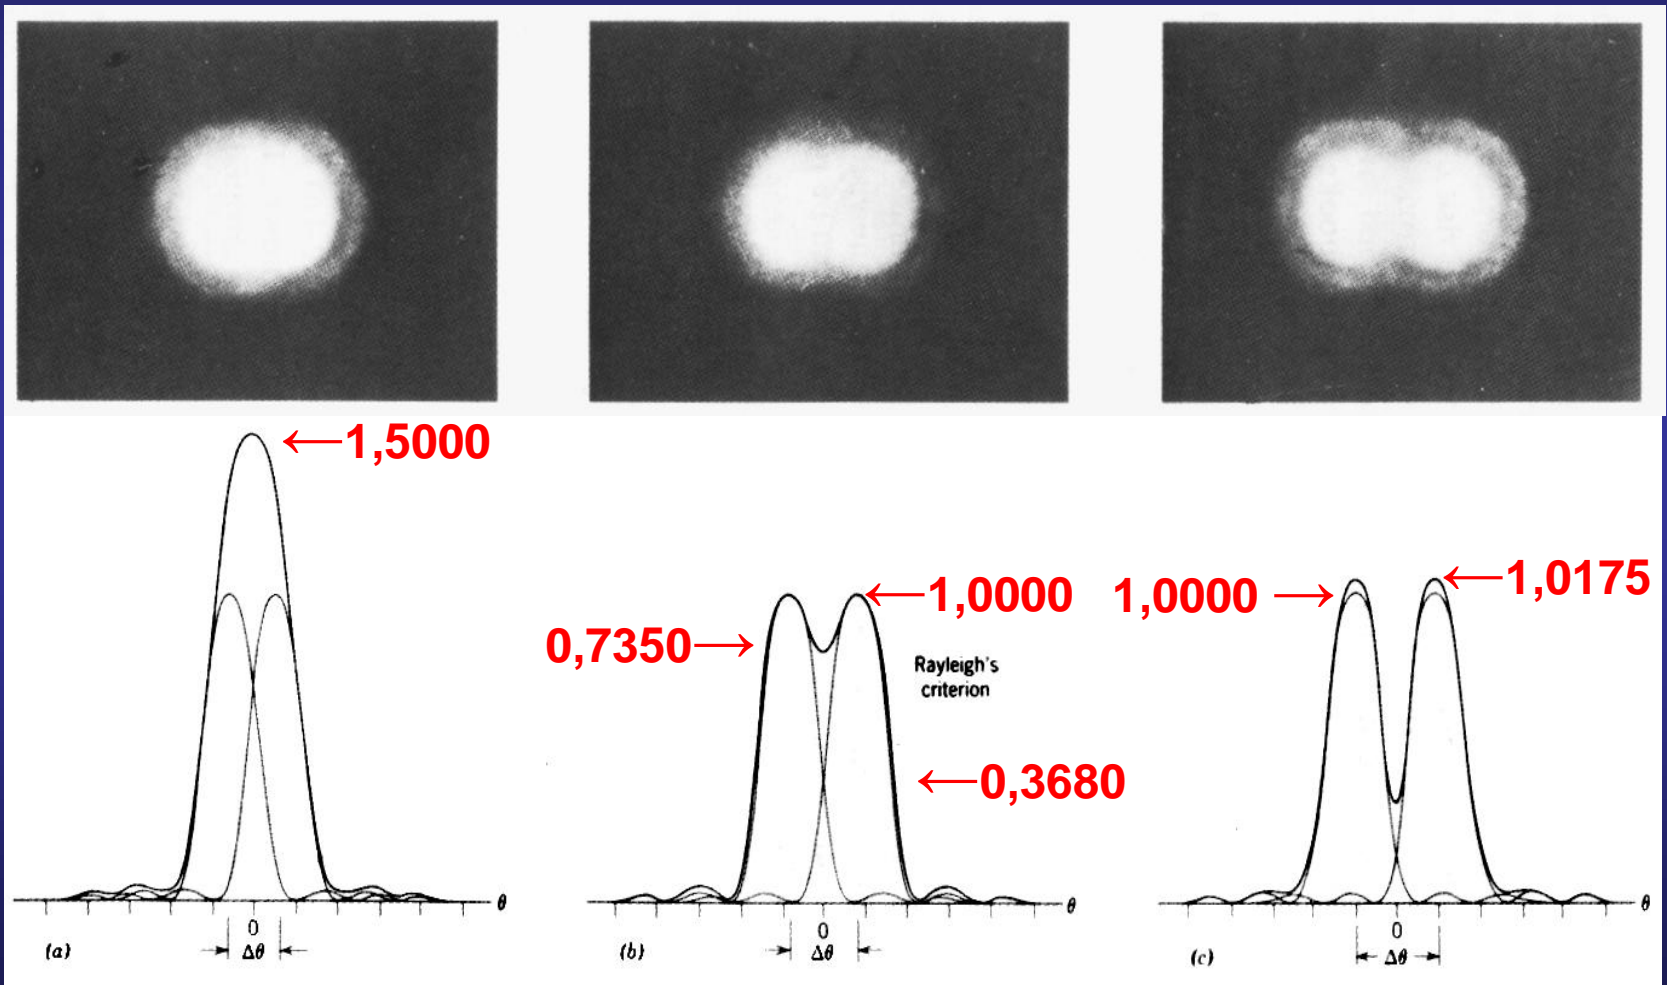 ←1,5000
←1,0000
1,0000 →
←1,0175
0,7350→
Rayleigh's
criterion
←0,3680
θ
θ
θ
0
0
0
(a)
Δθ
(b)
Δθ
(c)
Δθ